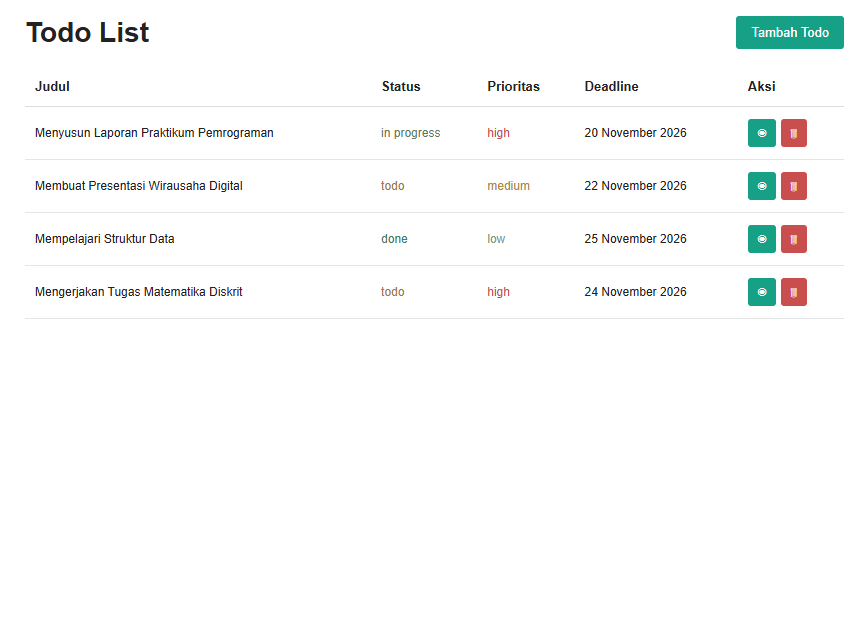 Todo List
Tambah Todo
Judul Status Prioritas Deadline Aksi
Menyusun Laporan Praktikum Pemrograman in progress high 20 November 2026
Membuat Presentasi Wirausaha Digital todo medium 22 November 2026
Mempelajari Struktur Data done low 25 November 2026
Mengerjakan Tugas Matematika Diskrit todo high 24 November 2026